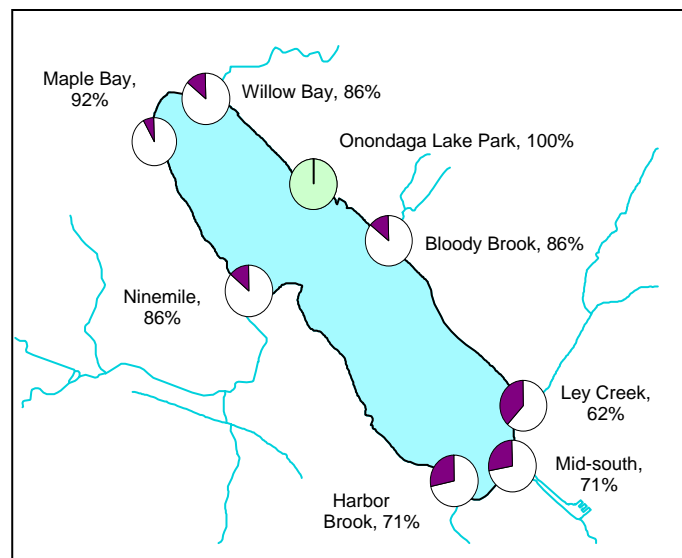 Maple Bay,
92%
Willow Bay, 86%
Onondaga Lake Park, 100%
Bloody Brook, 86%
Ninemile,
86%
Ley Creek,
62%
Mid-south,
71%
Harbor
Brook, 71%